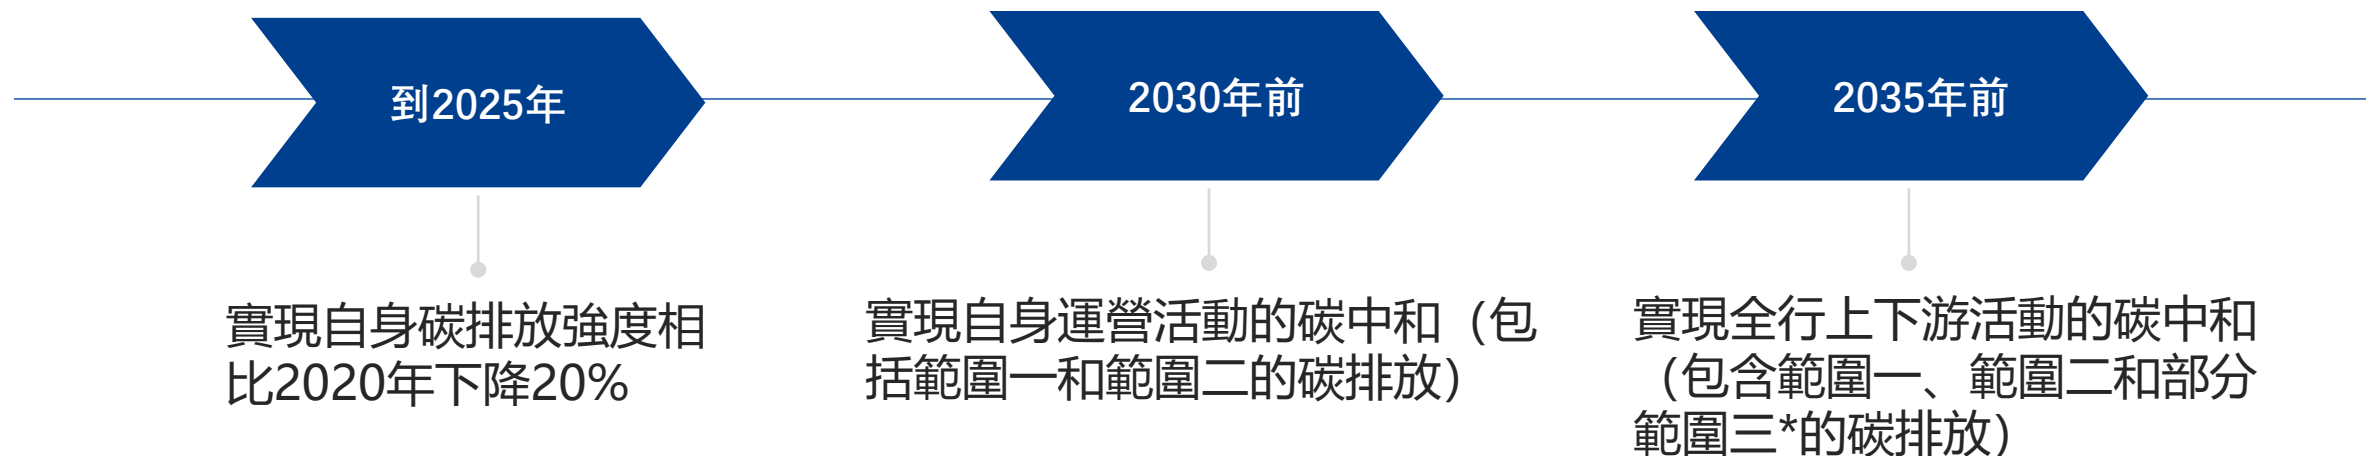 到2025年
實現自身碳排放強度相
比2020年下降20%
2030年前
實現自身運營活動的碳中和（包
括範圍一和範圍二的碳排放）
2035年前
實現全行上下游活動的碳中和
（包含範圍一、範圍二和部分
範圍三*的碳排放）